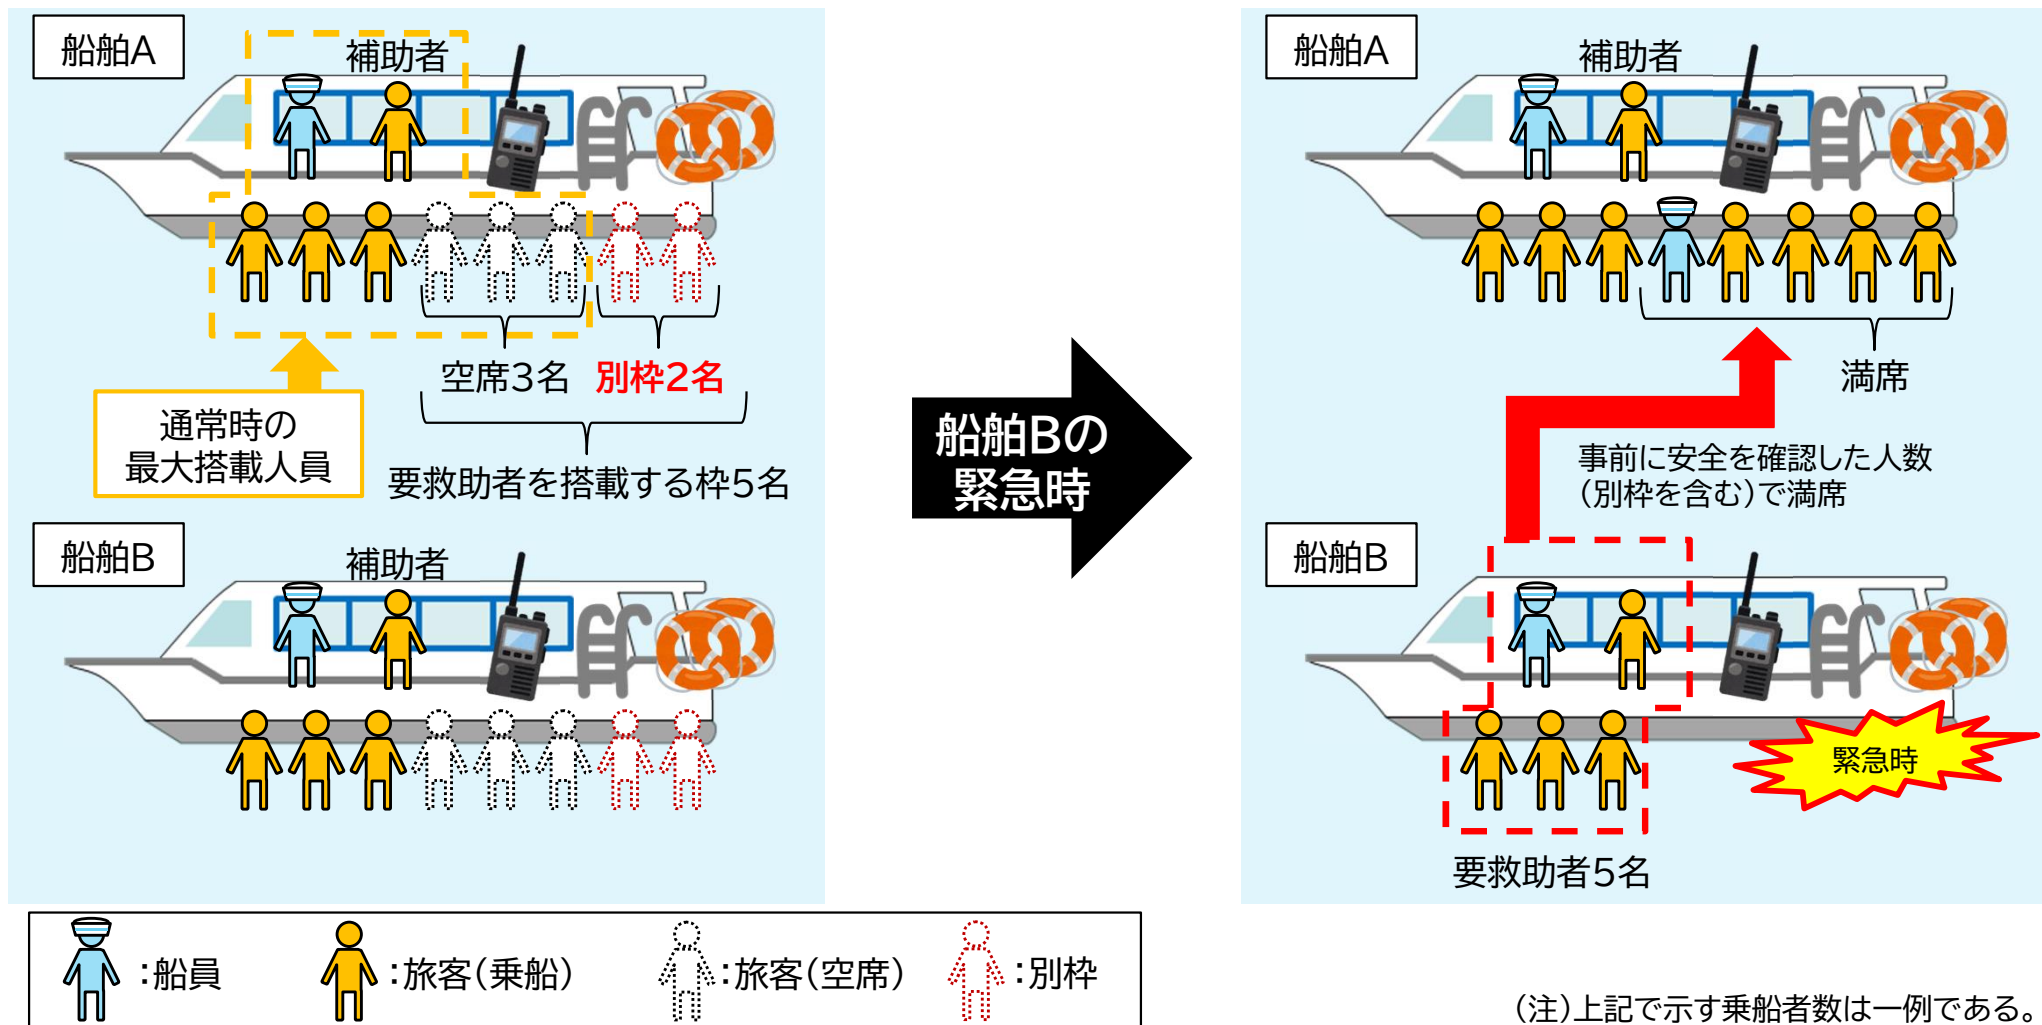 船舶A
補助者
空席3名
別枠2名
通常時の
最大搭載人員
要救助者を搭載する枠5名
船舶B
補助者
船舶Bの
緊急時
船舶A
補助者
満席
事前に安全を確認した人数
(別枠を含む)で満席
船舶B
緊急時
要救助者5名
:船員
:旅客(乗船)
:旅客(空席)
:別枠
(注)上記で示す乗船者数は一例である。